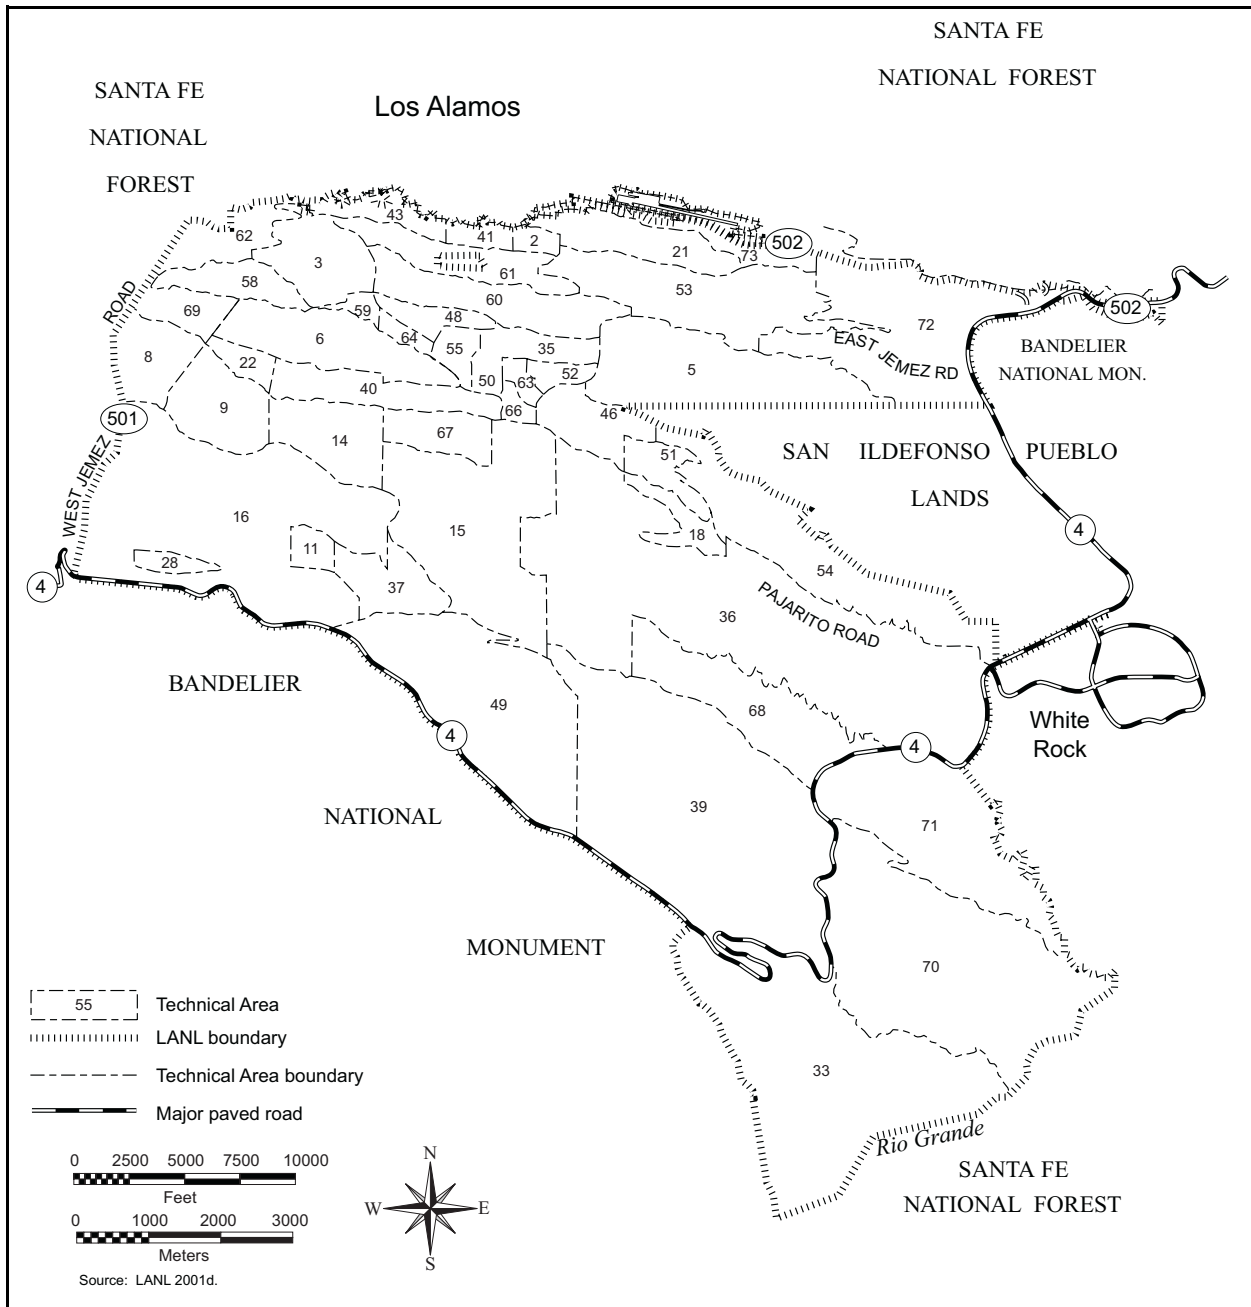 SANTA FE
NATIONAL FOREST
SANTA FE
NATIONAL
FOREST
Los Alamos
43
62
41
2
502
3
21
73
61
58
53
60
69
59
48
502
72
ROAD
6
64
EAST JEMEZ RD
BANDELIER
NATIONAL MON.
8
22
55
35
40
50
63
52
5
9
66
46
501
14
67
51
SAN ILDEFONSO PUEBLO
LANDS
WEST JEMEZ
16
15
18
4
11
28
54
4
37
36
PAJARITO ROAD
BANDELIER
49
68
White
Rock
4
4
NATIONAL
39
71
MONUMENT
70
55 Technical Area
LANL boundary
Technical Area boundary
Major paved road
33
Rio Grande
0 2500 5000 7500 10000
Feet
N
W E
S
SANTA FE
NATIONAL FOREST
0 1000 2000 3000
Meters
Source: LANL 2001d.